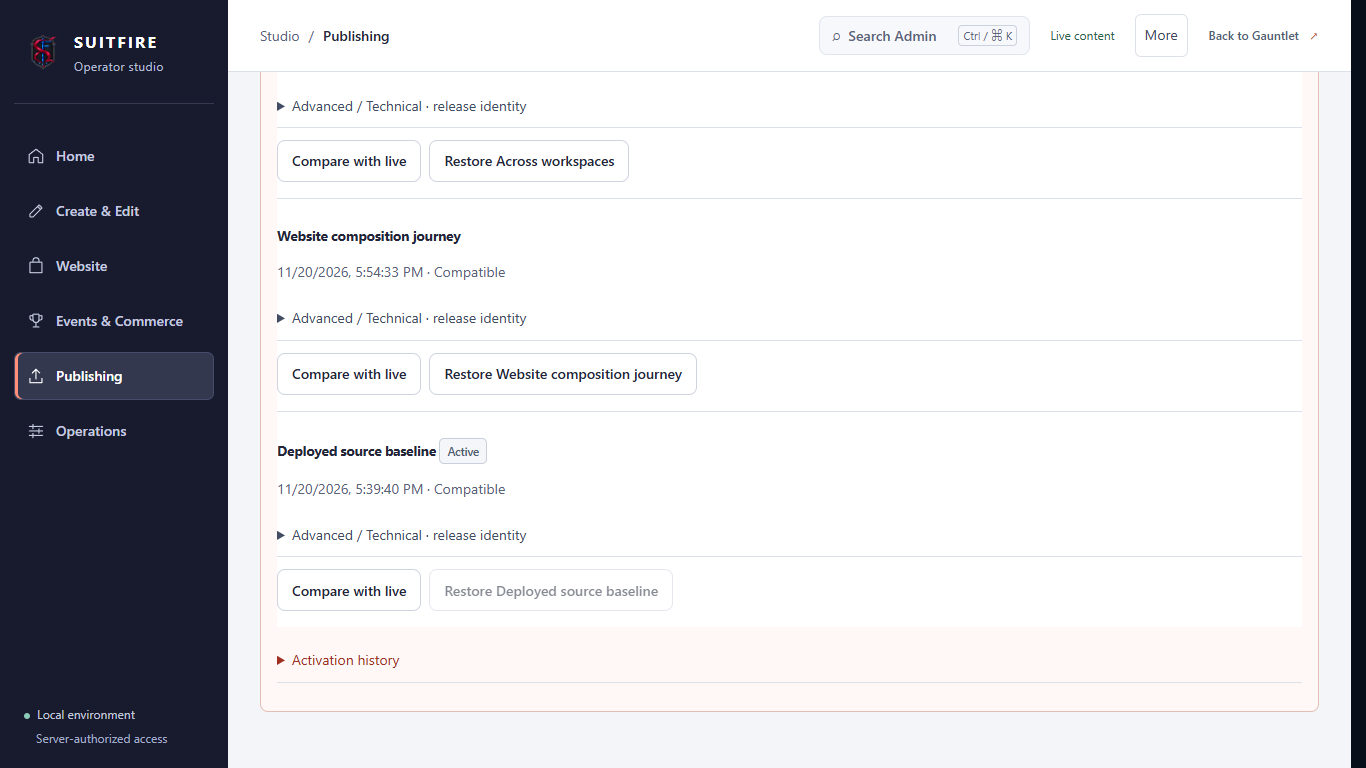 SUITFIRE
Operator studio
Home
Create & Edit
Website
Events & Commerce
Publishing
Operations
Local environment
Server-authorized access
Studio / Publishing
Search Admin Ctrl / ⌘ K
Live content
More
Back to Gauntlet ↗
Advanced / Technical · release identity
Compare with live
Restore Across workspaces
Website composition journey
11/20/2026, 5:54:33 PM · Compatible
Advanced / Technical · release identity
Compare with live
Restore Website composition journey
Deployed source baseline Active
11/20/2026, 5:39:40 PM · Compatible
Advanced / Technical · release identity
Compare with live
Restore Deployed source baseline
Activation history